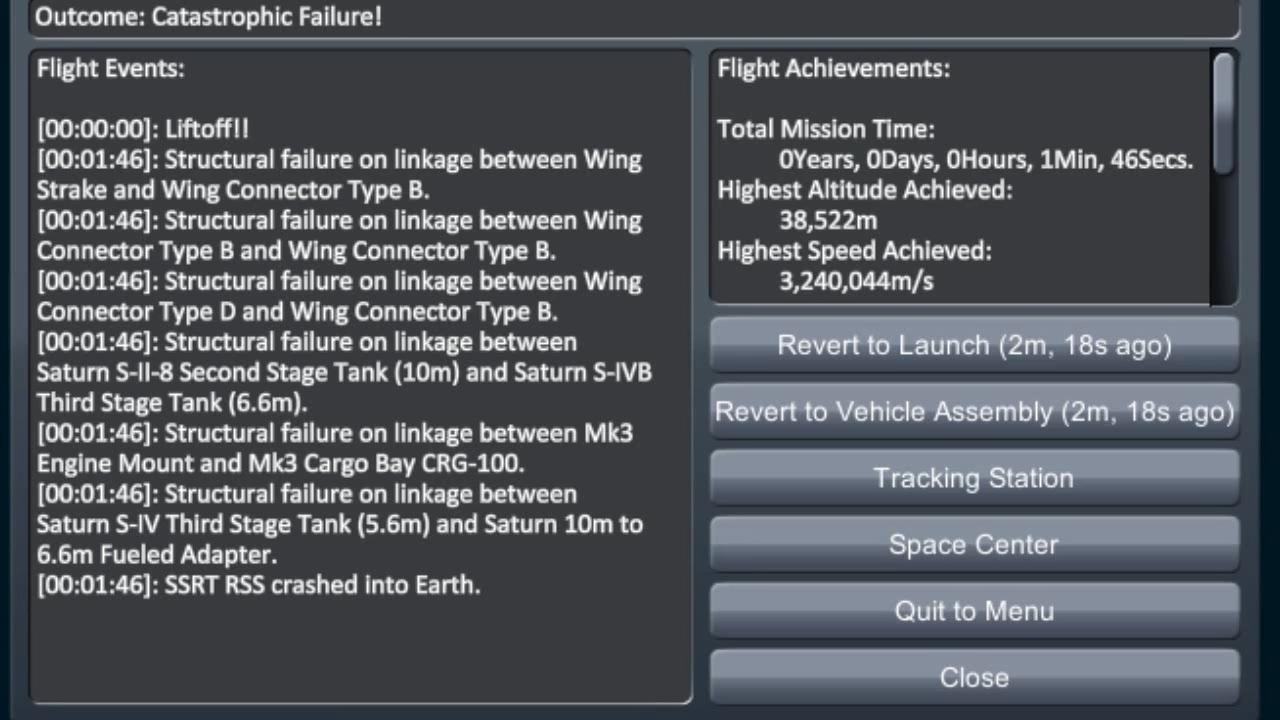 Outcome: Catastrophic Failure!
Flight Events:
[00:00:00]: Liftoff!!
[00:01:46]: Structural failure on linkage between Wing
Strake and Wing Connector Type B.
[00:01:46]: Structural failure on linkage between Wing
Connector Type B and Wing Connector Type B.
[00:01:46]: Structural failure on linkage between Wing
Connector Type D and Wing Connector Type B.
[00:01:46]: Structural failure on linkage between
Saturn S-II-8 Second Stage Tank (10m) and Saturn S-IVB
Third Stage Tank (6.6m).
[00:01:46]: Structural failure on linkage between Mk3
Engine Mount and Mk3 Cargo Bay CRG-100.
[00:01:46]: Structural failure on linkage between
Saturn S-IV Third Stage Tank (5.6m) and Saturn 10m to
6.6m Fueled Adapter.
[00:01:46]: SSRT RSS crashed into Earth.
Flight Achievements:
Total Mission Time:
0Years, 0Days, 0Hours, 1Min, 46Secs.
Highest Altitude Achieved:
38,522m
Highest Speed Achieved:
3,240,044m/s
Revert to Launch (2m, 18s ago)
Revert to Vehicle Assembly (2m, 18s ago)
Tracking Station
Space Center
Quit to Menu
Close